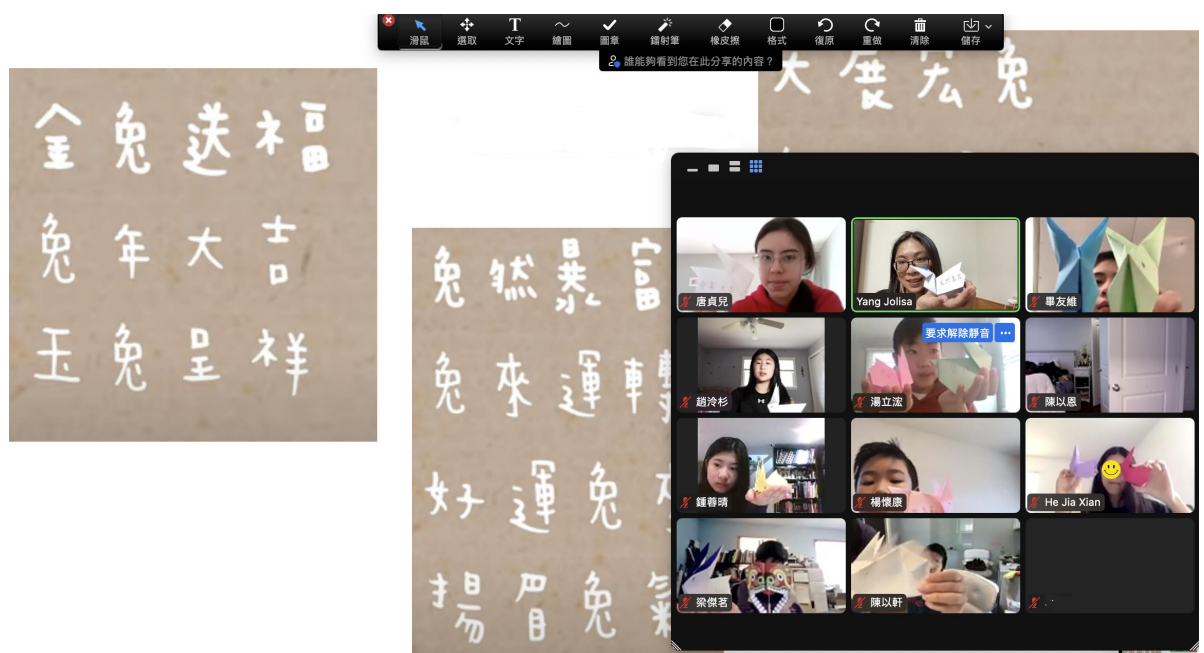 滑鼠 選取 文字 繪圖 圖章 鐳射筆 橡皮擦 格式 復原 重做 清除 儲存
誰能夠看到您在此分享的內容？
金兔送福
兔年大吉
玉兔呈祥
大展宏兔
兔然暴富
兔來運轉
好運兔
揚眉兔氣
唐貞兒
Yang Jolisa
畢友維
趙泠杉
要求解除靜音
湯立浤
陳以恩
鍾蓉晴
楊懷康
He Jia Xian
梁傑茗
陳以軒